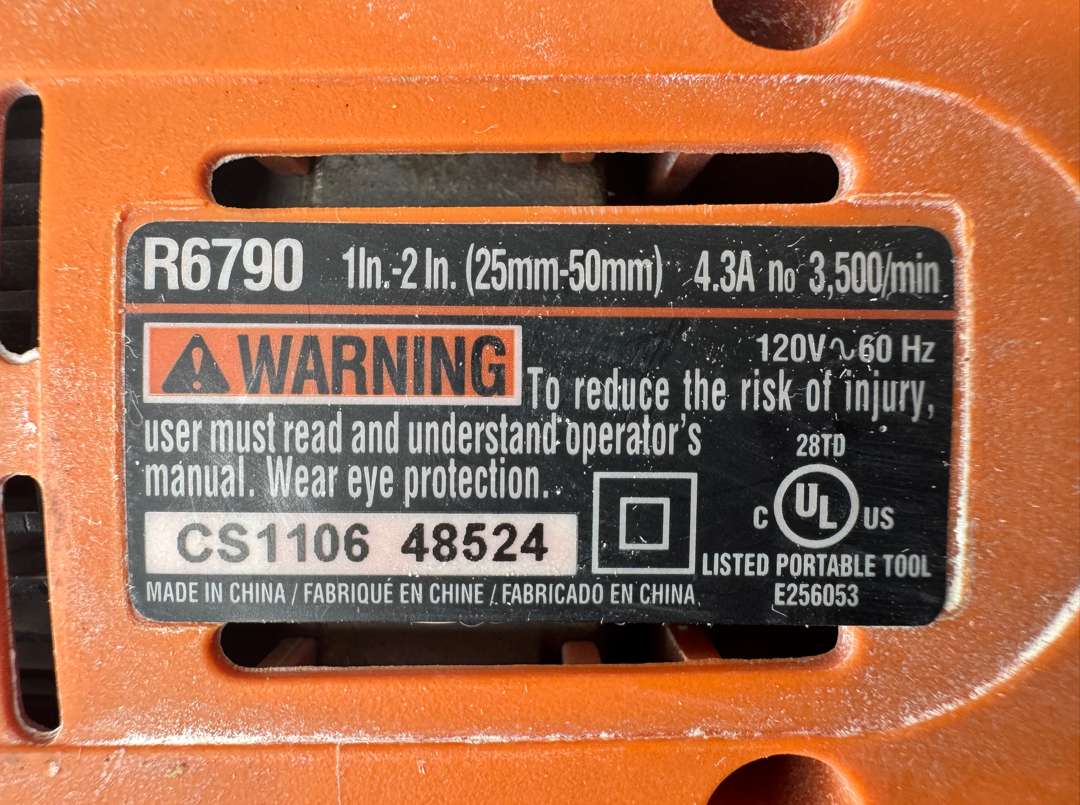 R6790 1In.-2 In. (25mm-50mm) 4.3A no 3,500/min
120V~60 Hz
WARNING To reduce the risk of injury,
user must read and understand operator's
manual. Wear eye protection.
28TD
C UL US
LISTED PORTABLE TOOL
E256053
CS1106 48524
MADE IN CHINA / FABRIQUÉ EN CHINE / FABRICADO EN CHINA